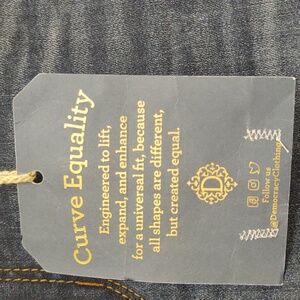 Curve Equality
Engineered to lift,
expand, and enhance
for a universal fit, because
all shapes are different,
but created equal.
D
Follow us
@DemocracyClothing